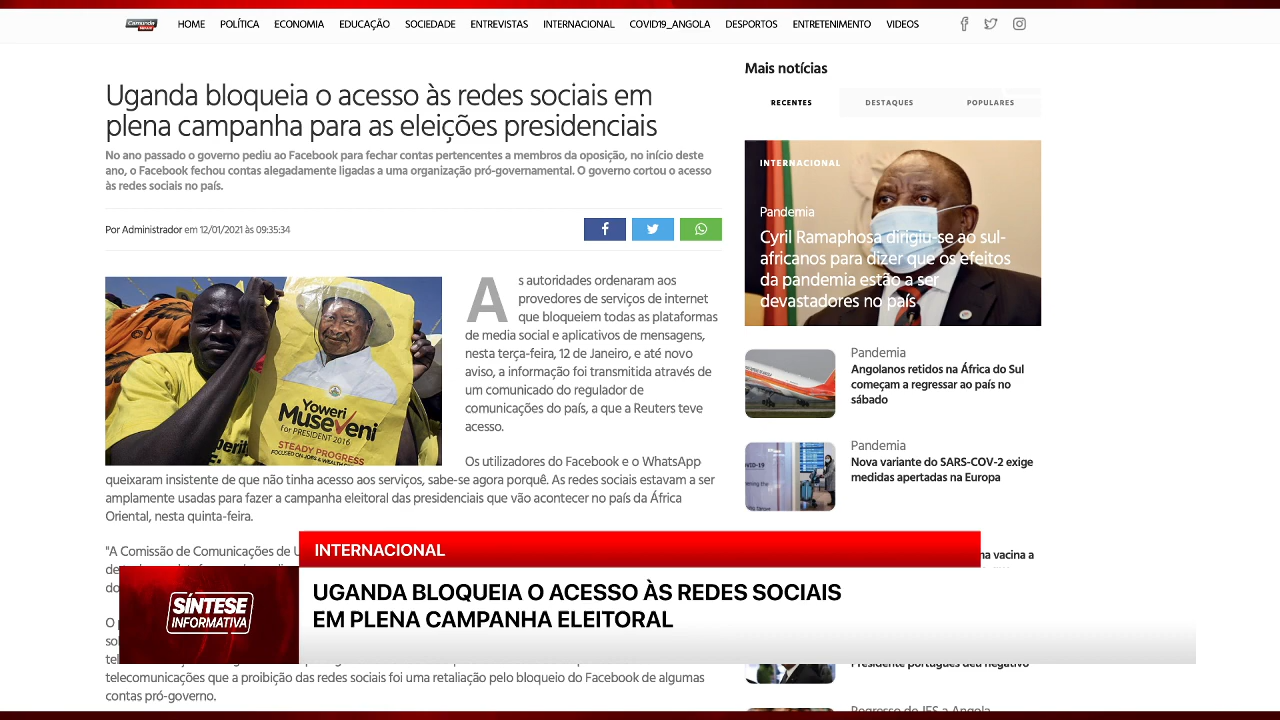 Camunda
NEWS
HOME
POLÍTICA
ECONOMIA
EDUCAÇÃO
SOCIEDADE
ENTREVISTAS
INTERNACIONAL
COVID19_ANGOLA
DESPORTOS
ENTRETENIMENTO
VIDEOS
Uganda bloqueia o acesso às redes sociais em
plena campanha para as eleições presidenciais
No ano passado o governo pediu ao Facebook para fechar contas pertencentes a membros da oposição, no início deste
ano, o Facebook fechou contas alegadamente ligadas a uma organização pró-governamental. O governo cortou o acesso
às redes sociais no país.
Por Administrador em 12/01/2021 às 09:35:34
Yoweri
Museveni
for PRESIDENT 2016
STEADY PROGRESS
As autoridades ordenaram aos
provedores de serviços de internet
que bloqueiem todas as plataformas
de media social e aplicativos de mensagens,
nesta terça-feira, 12 de Janeiro, e até novo
aviso, a informação foi transmitida através de
um comunicado do regulador de
comunicações do país, a que a Reuters teve
acesso.
Os utilizadores do Facebook e o WhatsApp
queixaram insistente de que não tinha acesso aos serviços, sabe-se agora porquê. As redes sociais estavam a ser
amplamente usadas para fazer a campanha eleitoral das presidenciais que vão acontecer no país da África
Oriental, nesta quinta-feira.
"A Comissão de Comunicações de U
telecomunicações que a proibição das redes sociais foi uma retaliação pelo bloqueio do Facebook de algumas
contas pró-governo.
Mais notícias
RECENTES
DESTAQUES
POPULARES
INTERNACIONAL
Pandemia
Cyril Ramaphosa dirigiu-se ao sul-
africanos para dizer que os efeitos
da pandemia estão a ser
devastadores no país
Pandemia
Angolanos retidos na África do Sul
começam a regressar ao país no
sábado
Pandemia
Nova variante do SARS-COV-2 exige
medidas apertadas na Europa
vacina a
Presidente português deu negativo
Regresso de JES a Angola
INTERNACIONAL
SÍNTESE
INFORMATIVA
UGANDA BLOQUEIA O ACESSO ÀS REDES SOCIAIS
EM PLENA CAMPANHA ELEITORAL